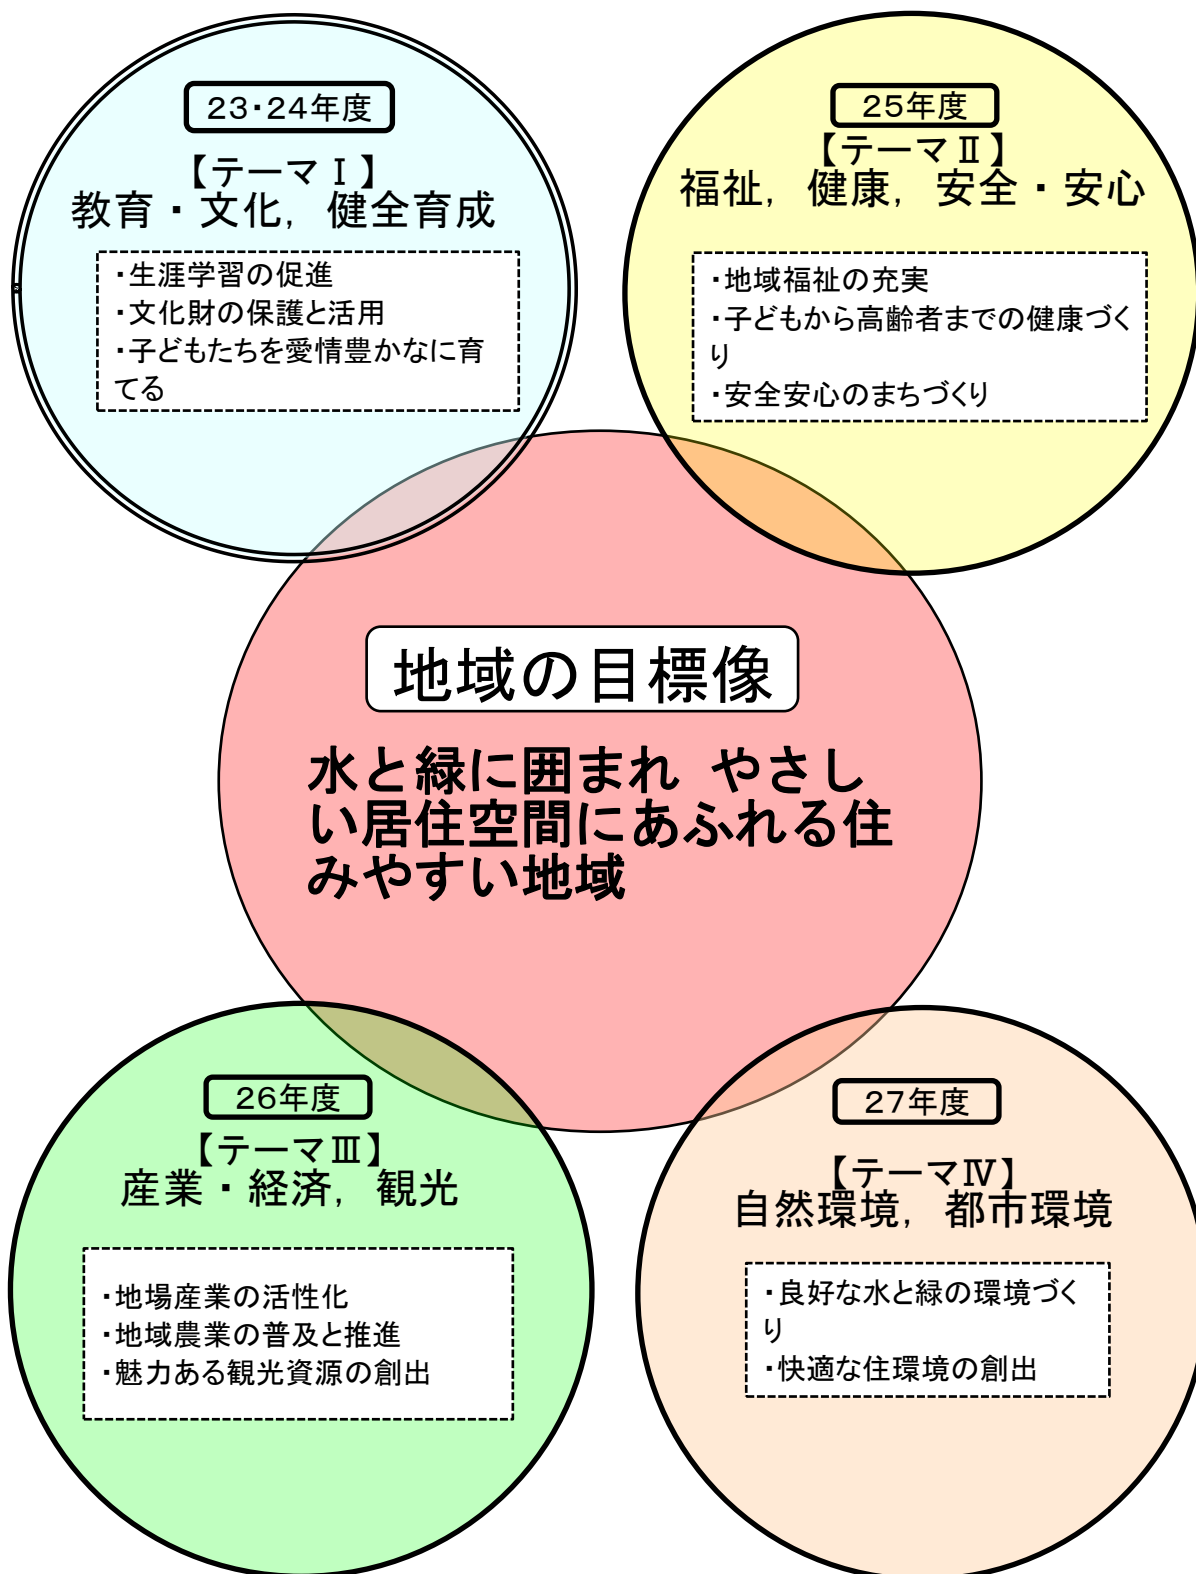 23・24年度
【テーマⅠ】
教育・文化，健全育成
・生涯学習の促進
・文化財の保護と活用
・子どもたちを愛情豊かなに育
てる
25年度
【テーマⅡ】
福祉，健康，安全・安心
・地域福祉の充実
・子どもから高齢者までの健康づく
り
・安全安心のまちづくり
地域の目標像
水と緑に囲まれ やさし
い居住空間にあふれる住
みやすい地域
26年度
【テーマⅢ】
産業・経済，観光
・地場産業の活性化
・地域農業の普及と推進
・魅力ある観光資源の創出
27年度
【テーマⅣ】
自然環境，都市環境
・良好な水と緑の環境づく
り
・快適な住環境の創出